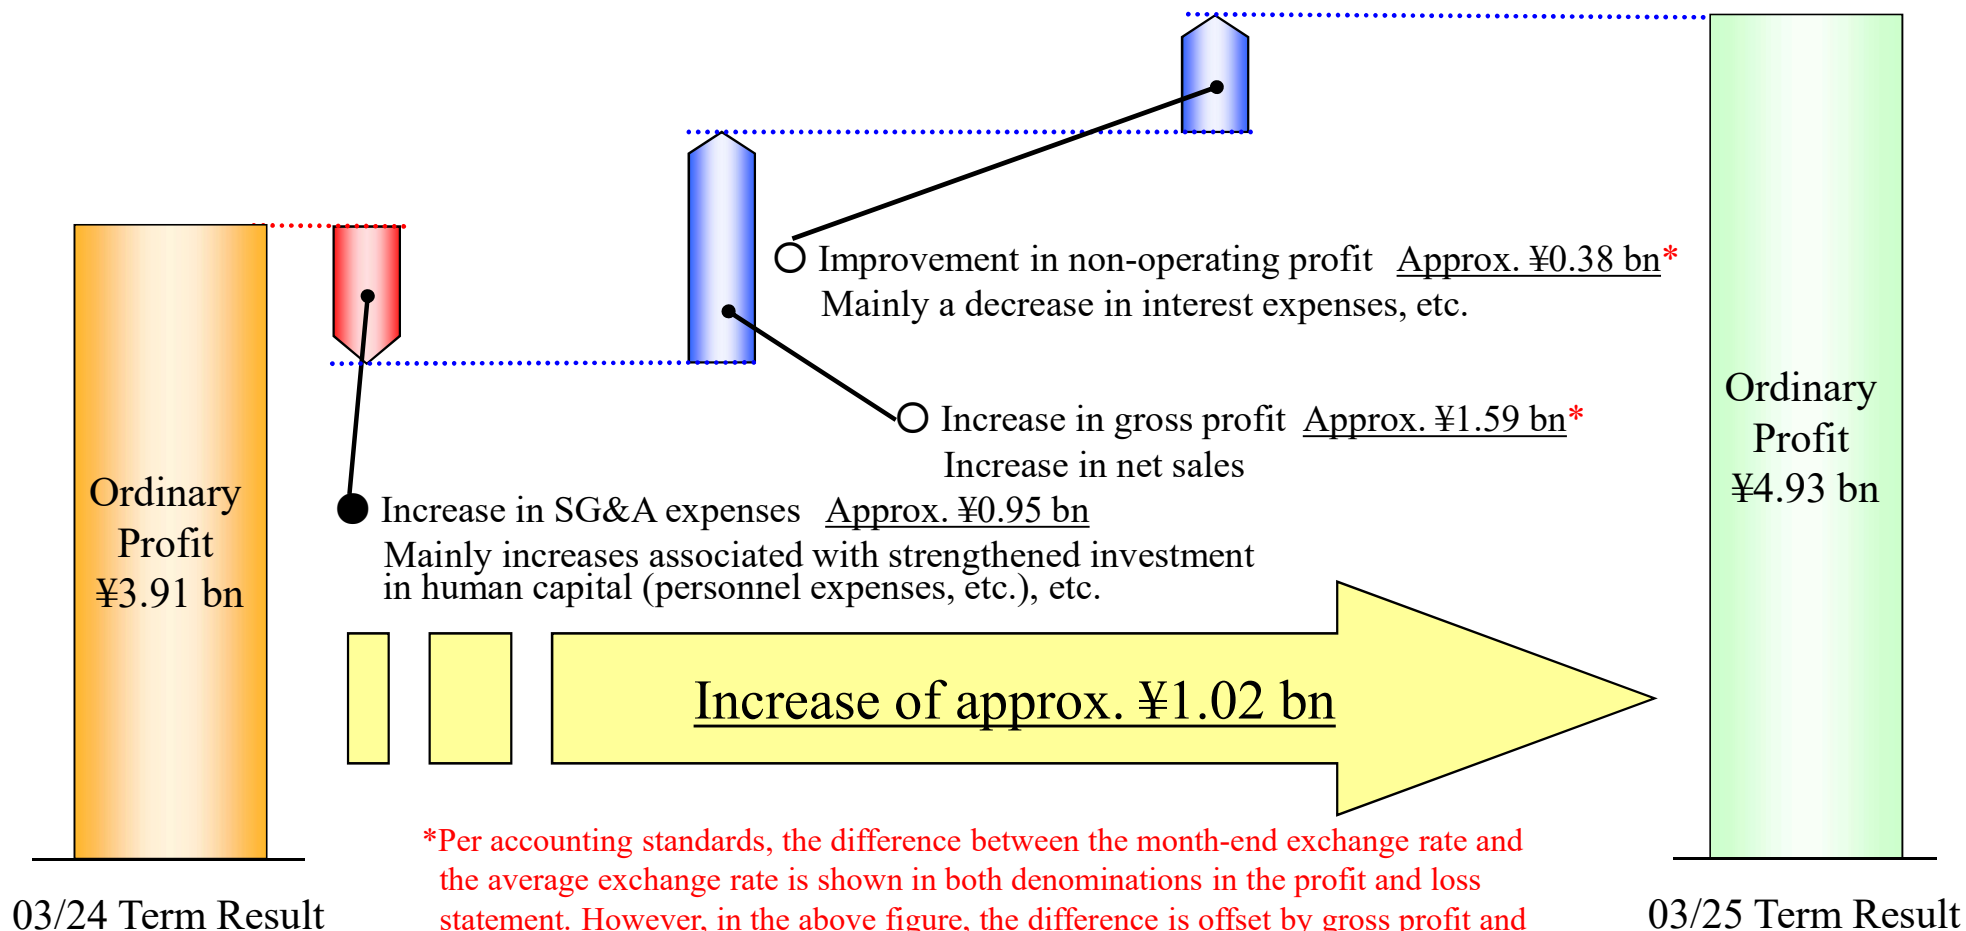 Improvement in non-operating profit Approx. ¥0.38 bn*
Mainly a decrease in interest expenses, etc.
Increase in gross profit Approx. ¥1.59 bn*
Increase in net sales
Increase in SG&A expenses Approx. ¥0.95 bn
Mainly increases associated with strengthened investment
in human capital (personnel expenses, etc.), etc.
Ordinary
Profit
¥3.91 bn
Ordinary
Profit
¥4.93 bn
Increase of approx. ¥1.02 bn
*Per accounting standards, the difference between the month-end exchange rate and
the average exchange rate is shown in both denominations in the profit and loss
statement. However, in the above figure, the difference is offset by gross profit and
03/24 Term Result
03/25 Term Result